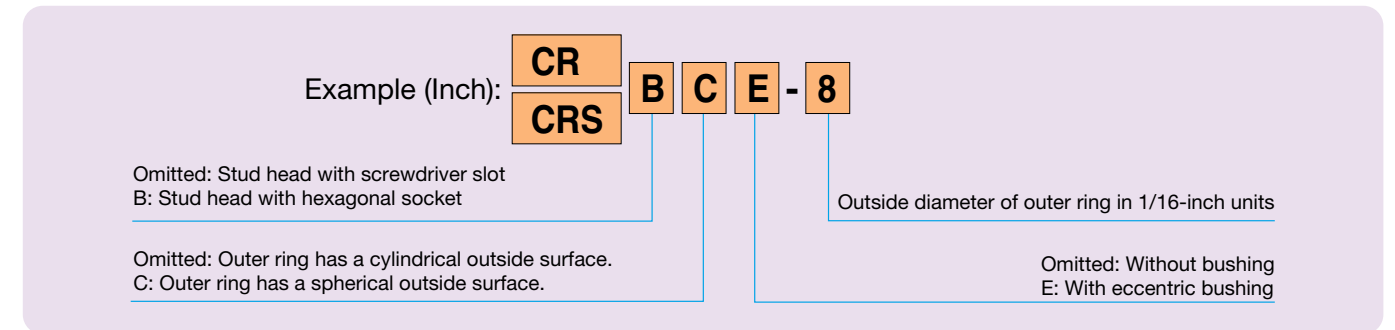 CR
Example (Inch): B C E - 8
CRS
Omitted: Stud head with screwdriver slot
B: Stud head with hexagonal socket
Outside diameter of outer ring in 1/16-inch units
Omitted: Outer ring has a cylindrical outside surface.
C: Outer ring has a spherical outside surface.
Omitted: Without bushing
E: With eccentric bushing